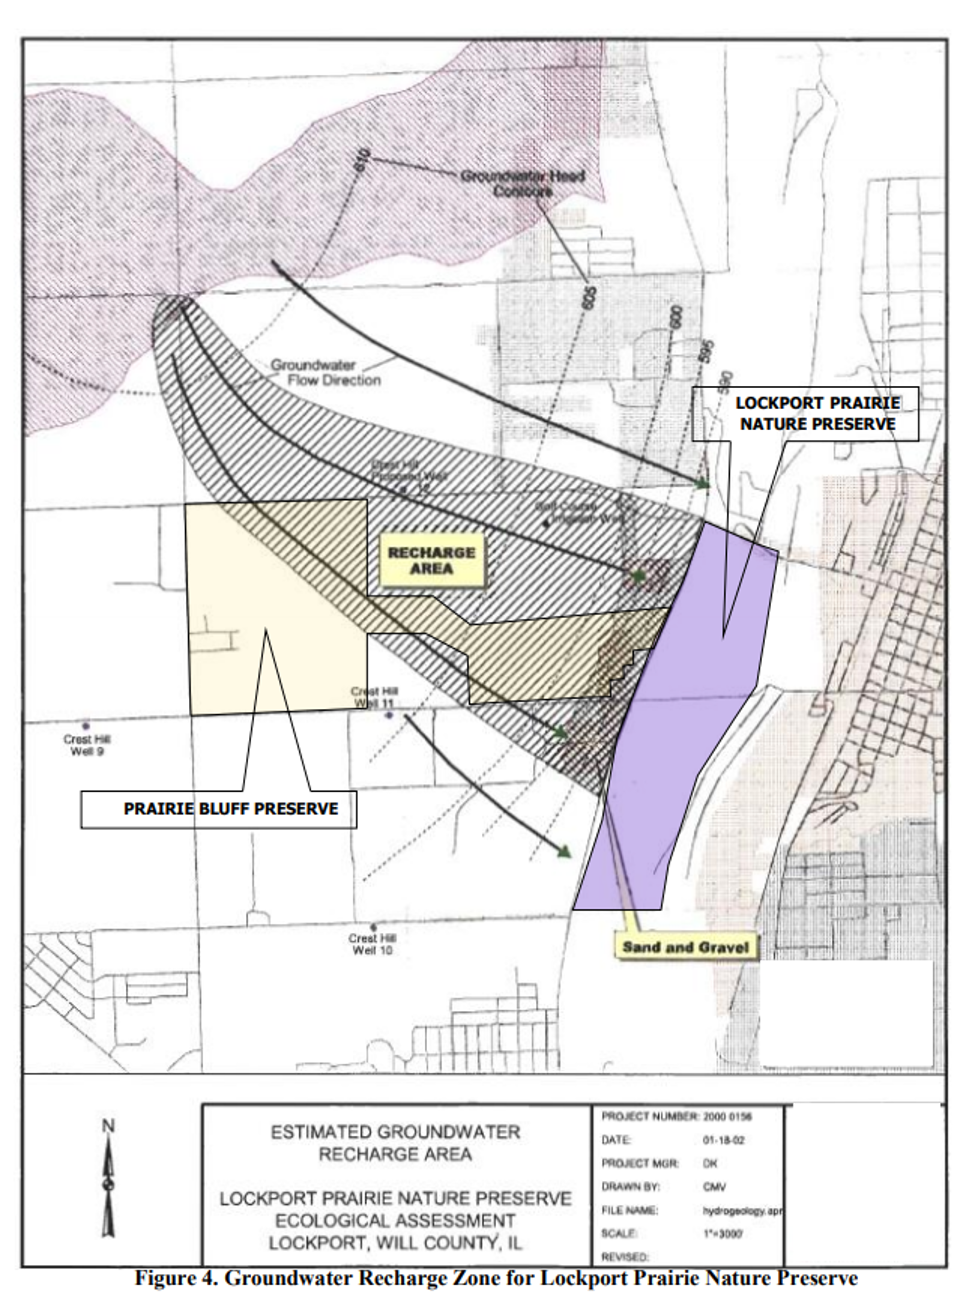 610
Groundwater Head
Contours
605
600
595
590
Groundwater
Flow Direction
LOCKPORT PRAIRIE
NATURE PRESERVE
Crest Hill
Proposed Well
12
Golf Course
Irrigation Well
RECHARGE
AREA
Crest Hill
Well 11
Crest Hill
Well 9
PRAIRIE BLUFF PRESERVE
Crest Hill
Well 10
Sand and Gravel
N
ESTIMATED GROUNDWATER
RECHARGE AREA
LOCKPORT PRAIRIE NATURE PRESERVE
ECOLOGICAL ASSESSMENT
LOCKPORT, WILL COUNTY, IL
PROJECT NUMBER: 2000 0156
DATE: 01-18-02
PROJECT MGR: DK
DRAWN BY: CMV
FILE NAME: hydrogeology.apr
SCALE: 1"=3000'
REVISED:
Figure 4. Groundwater Recharge Zone for Lockport Prairie Nature Preserve